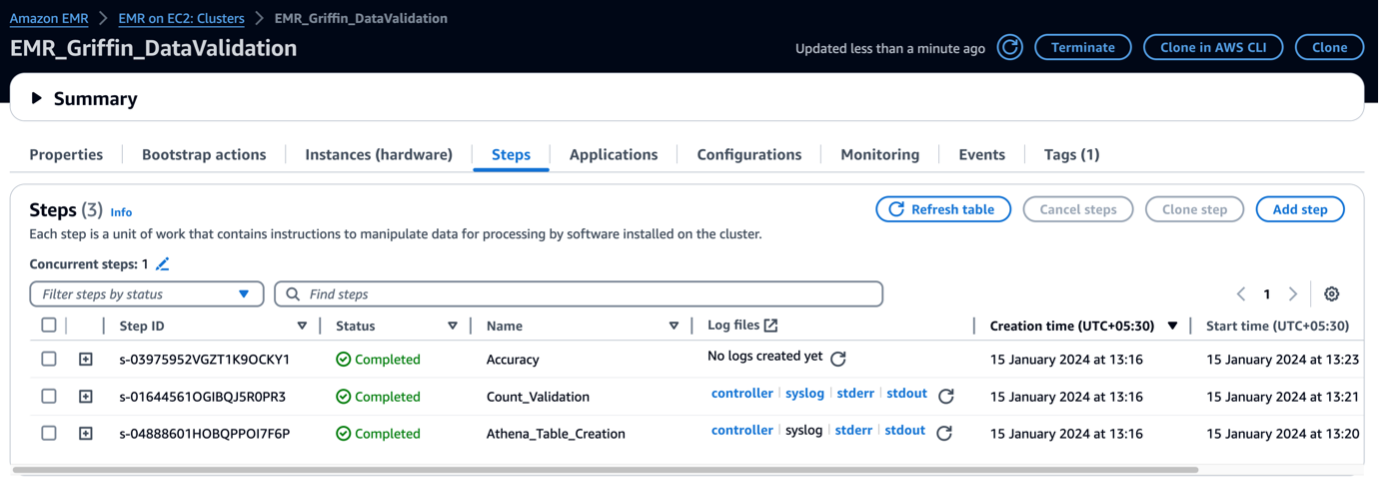 Amazon EMR > EMR on EC2: Clusters > EMR_Griffin_DataValidation
EMR_Griffin_DataValidation Updated less than a minute ago Terminate Clone in AWS CLI Clone
Summary
Properties Bootstrap actions Instances (hardware) Steps Applications Configurations Monitoring Events Tags (1)
Steps (3) Info Refresh table Cancel steps Clone step Add step
Each step is a unit of work that contains instructions to manipulate data for processing by software installed on the cluster.
Concurrent steps: 1
Filter steps by status Find steps 1
Step ID Status Name Log files Creation time (UTC+05:30) Start time (UTC+05:30)
s-03975952VGZT1K9OCKY1 Completed Accuracy No logs created yet 15 January 2024 at 13:16 15 January 2024 at 13:23
s-01644561OGIBQJ5R0PR3 Completed Count_Validation controller syslog stderr stdout 15 January 2024 at 13:16 15 January 2024 at 13:21
s-04888601HOBQPPOI7F6P Completed Athena_Table_Creation controller syslog stderr stdout 15 January 2024 at 13:16 15 January 2024 at 13:20